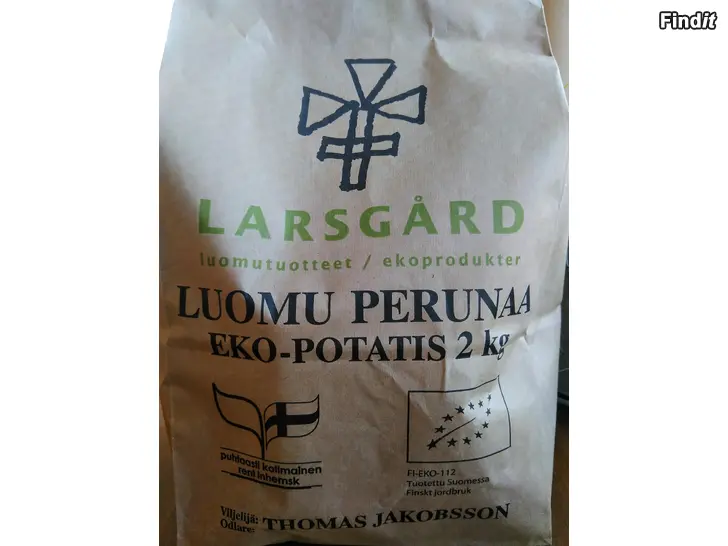 Findit
LARSGÅRD
luomutuotteet / ekoprodukter
LUOMU PERUNAA
EKO-POTATIS 2 kg
puhtaasti kotimainen
rent inhemsk
FI-EKO-112
Tuotettu Suomessa
Finskt Jordbruk
Viljelijä:
Odlare: THOMAS JAKOBSSON